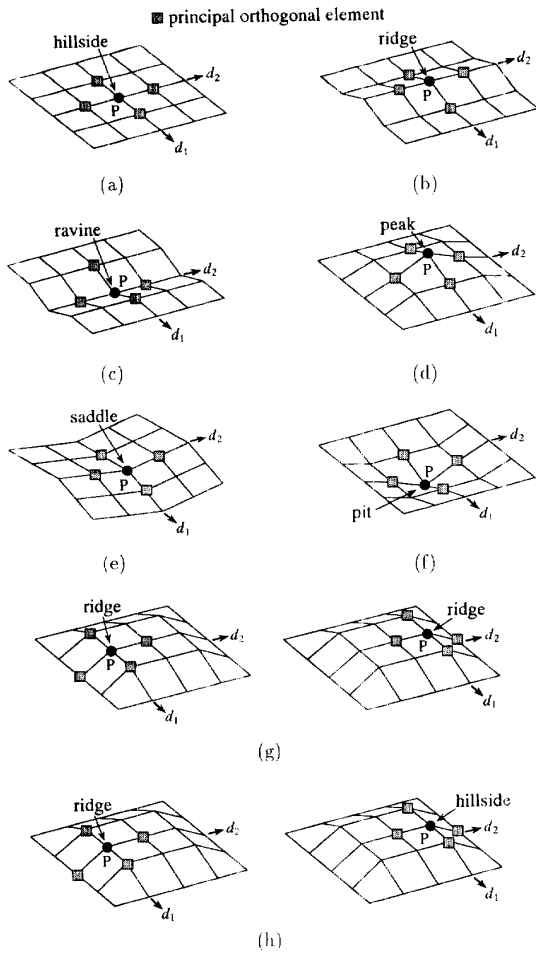 principal orthogonal element
hillside
P
d₂
d₁
(a)
ridge
P
d₂
d₁
(b)
ravine
P
d₂
d₁
(c)
peak
P
d₂
d₁
(d)
saddle
P
d₂
d₁
(e)
P
pit
d₂
d₁
(f)
ridge
P
d₂
d₁
ridge
P
d₂
d₁
(g)
ridge
P
d₂
d₁
hillside
P
d₂
d₁
(h)